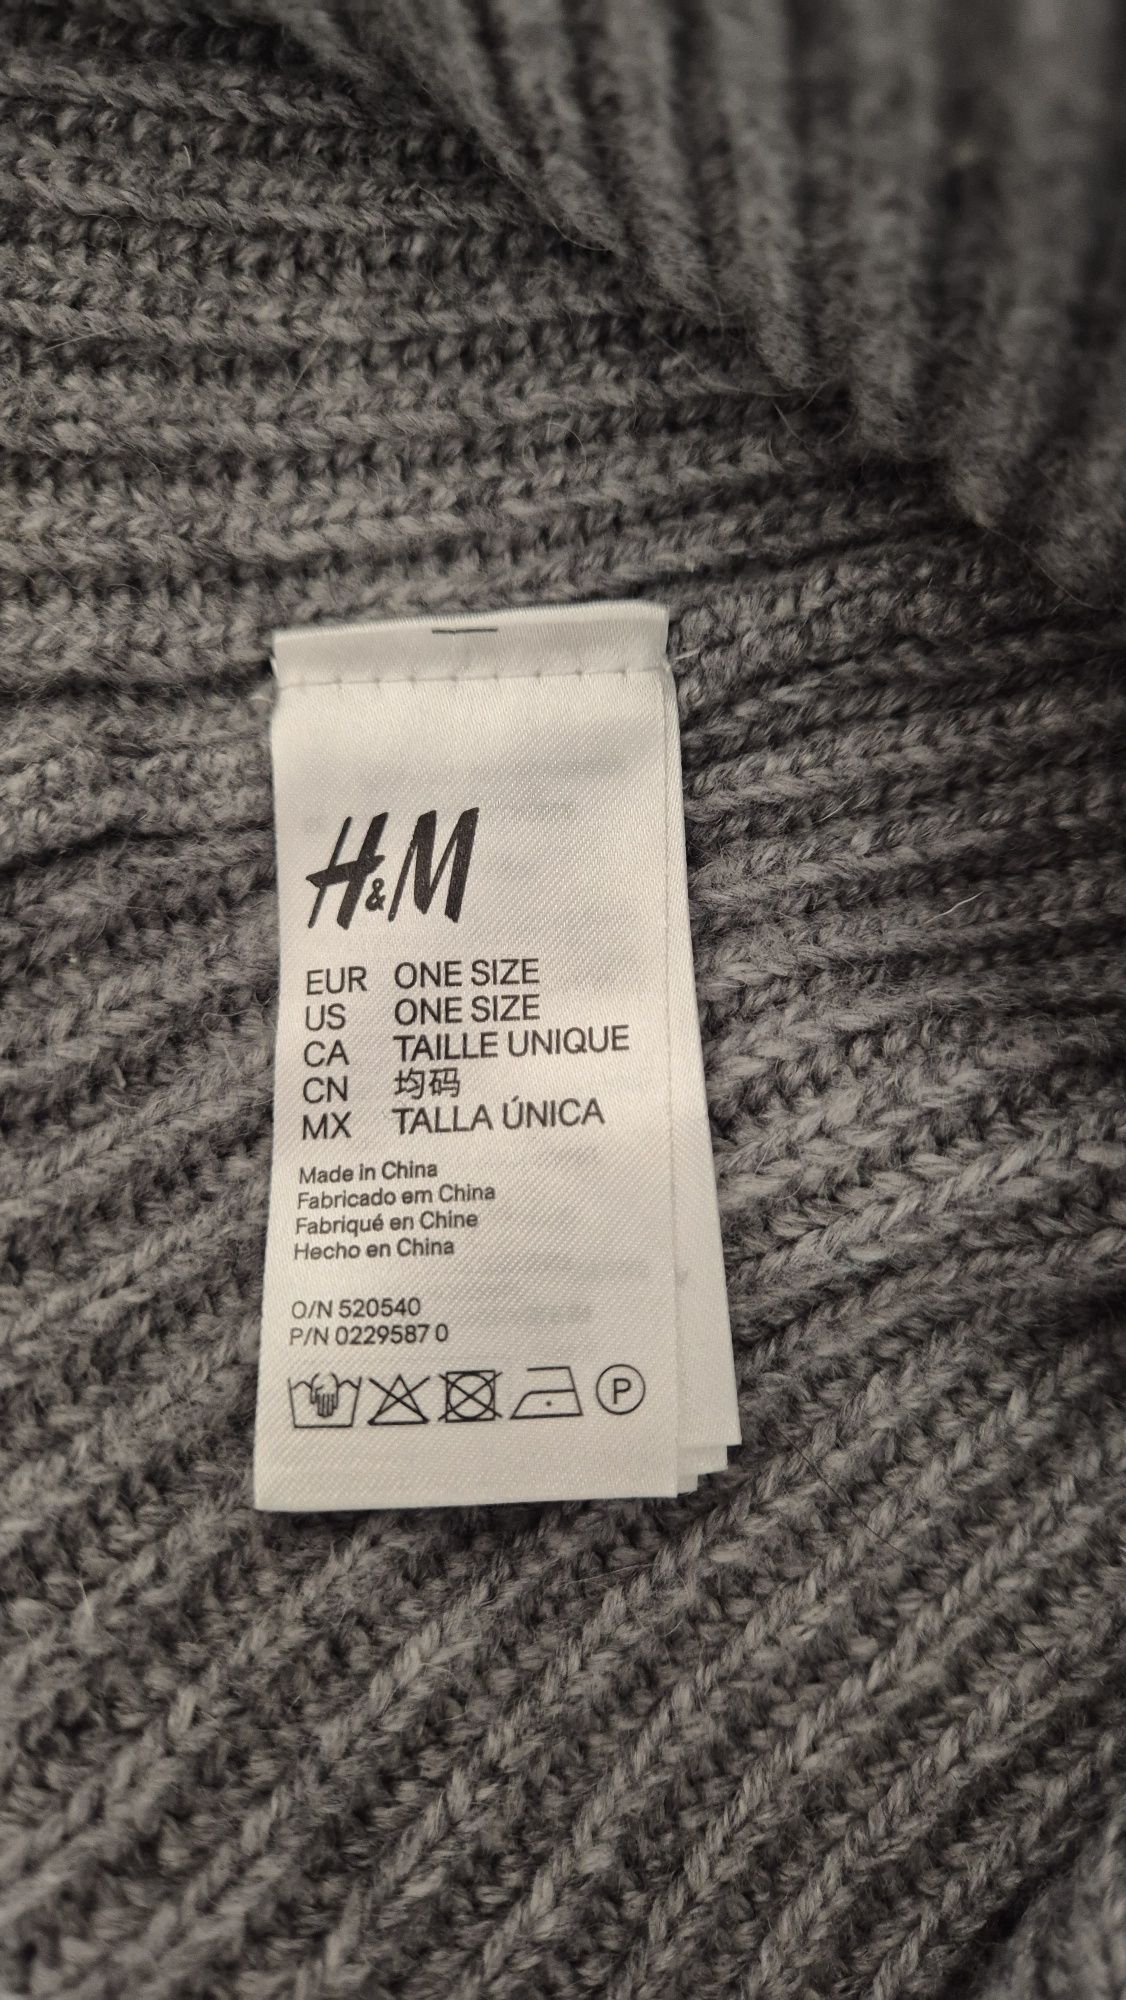 H&M
EUR ONE SIZE
US ONE SIZE
CA TAILLE UNIQUE
CN 均码
MX TALLA ÚNICA
Made in China
Fabricado em China
Fabriqué en Chine
Hecho en China
O/N 520540
P/N 0229587 0
P